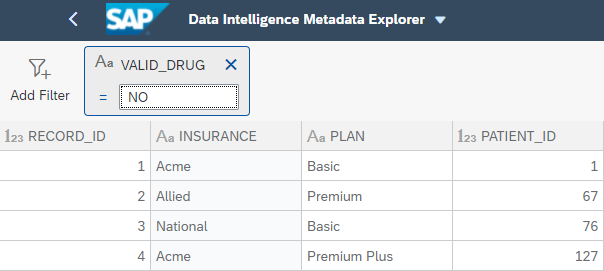 SAP Data Intelligence Metadata Explorer
Aa VALID_DRUG
Add Filter = NO
123 RECORD_ID Aa INSURANCE Aa PLAN 123 PATIENT_ID
1 Acme Basic 1
2 Allied Premium 67
3 National Basic 76
4 Acme Premium Plus 127